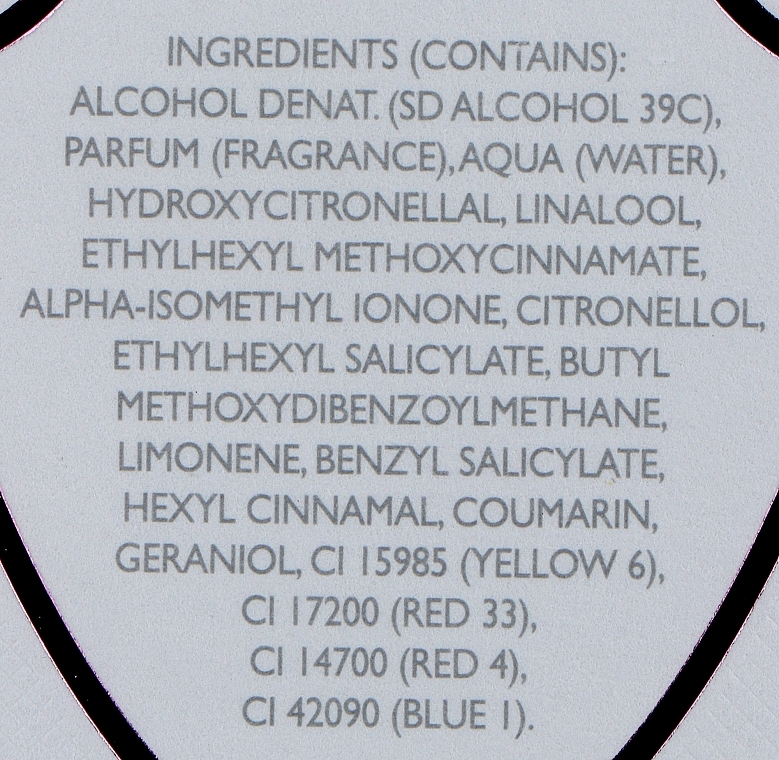 INGREDIENTS (CONTAINS):
ALCOHOL DENAT. (SD ALCOHOL 39C),
PARFUM (FRAGRANCE), AQUA (WATER),
HYDROXYCITRONELLAL, LINALOOL,
ETHYLHEXYL METHOXYCINNAMATE,
ALPHA-ISOMETHYL IONONE, CITRONELLOL,
ETHYLHEXYL SALICYLATE, BUTYL
METHOXYDIBENZOYLMETHANE,
LIMONENE, BENZYL SALICYLATE,
HEXYL CINNAMAL, COUMARIN,
GERANIOL, CI 15985 (YELLOW 6),
CI 17200 (RED 33),
CI 14700 (RED 4),
CI 42090 (BLUE 1).